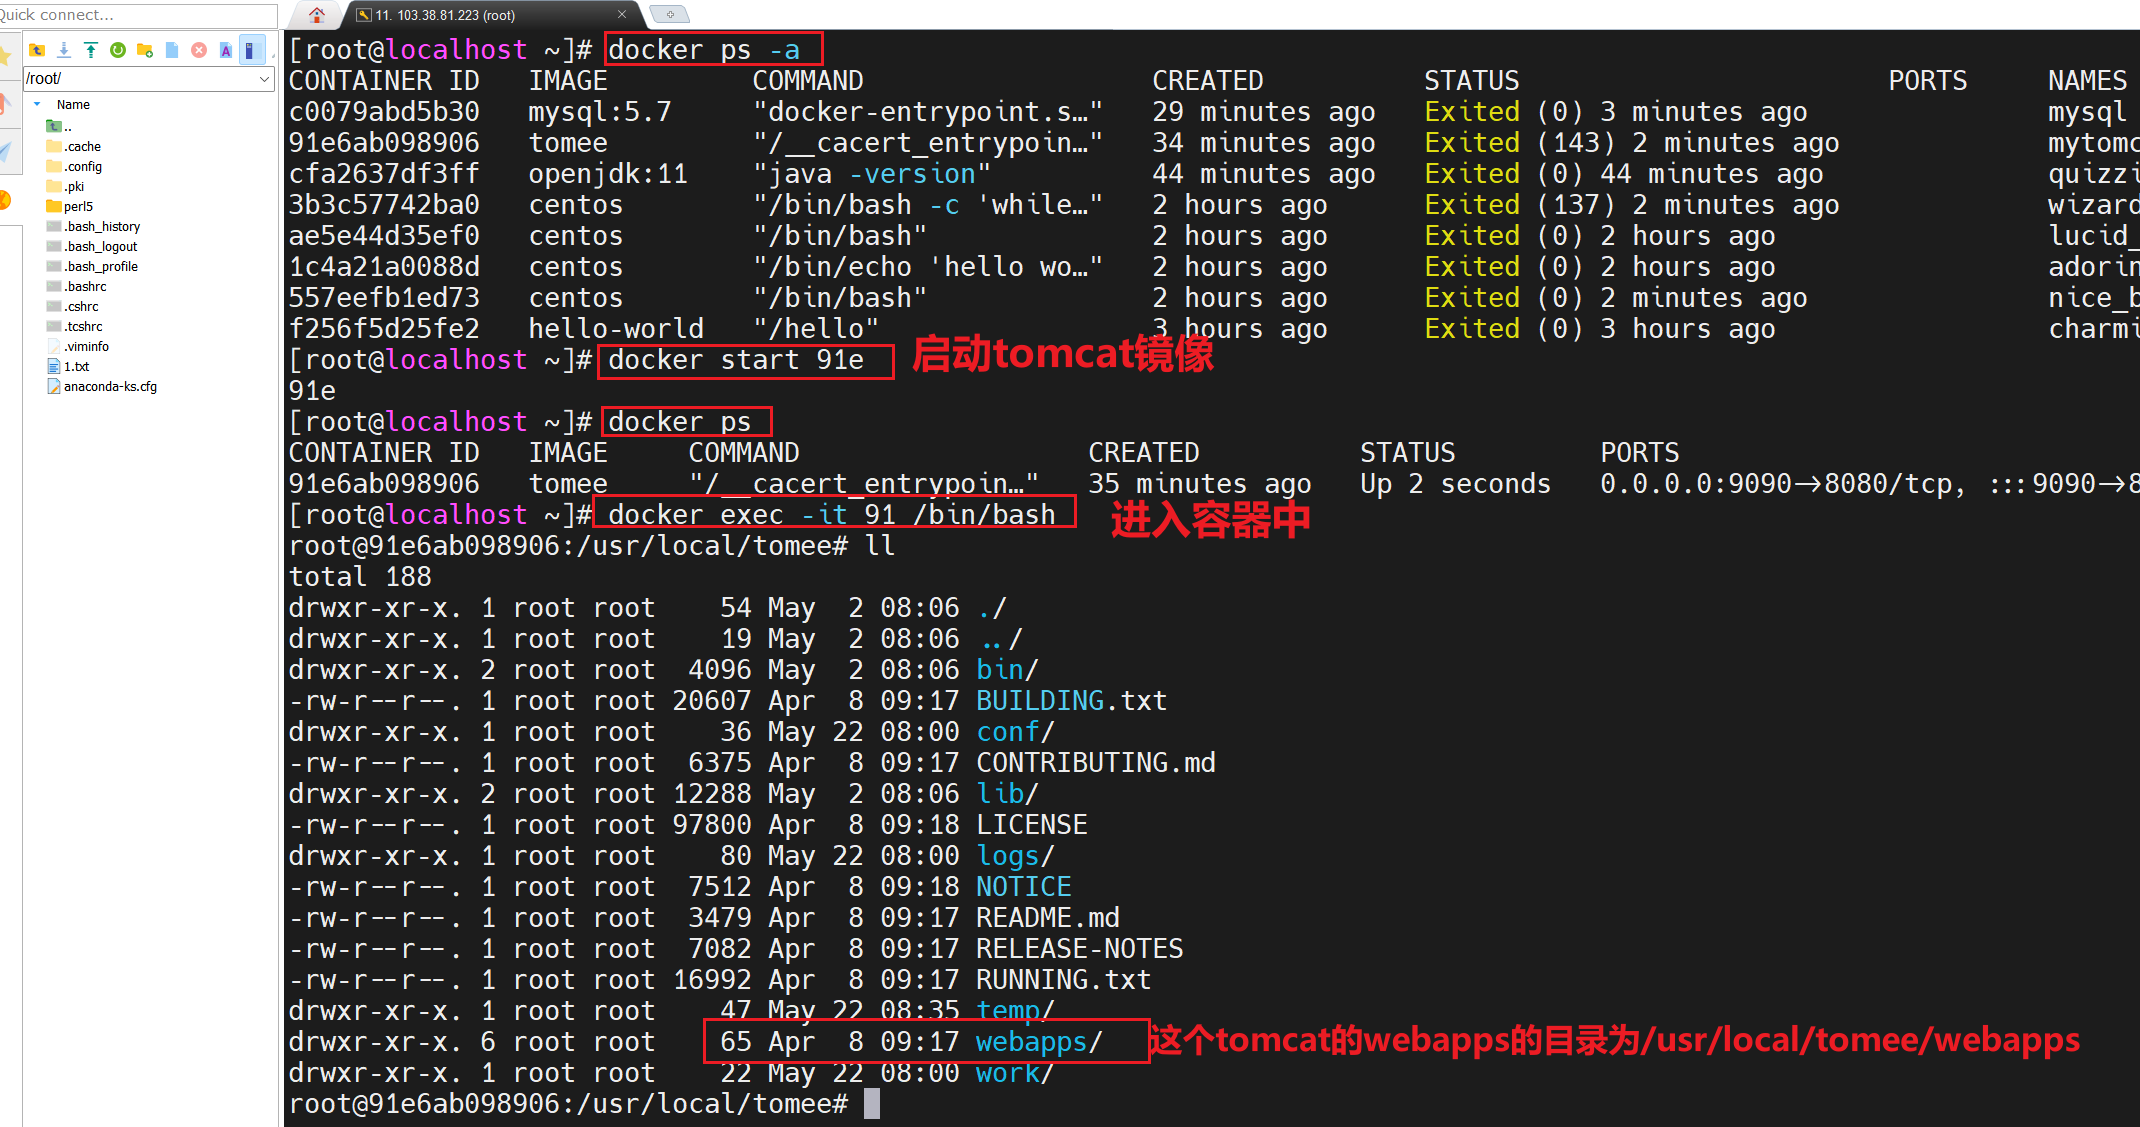 Quick connect...
11. 103.38.81.223 (root)
/root/
Name
..
.cache
.config
.pki
perl5
.bash_history
.bash_logout
.bash_profile
.bashrc
.cshrc
.tcshrc
.viminfo
1.txt
anaconda-ks.cfg
[root@localhost ~]# docker ps -a
CONTAINER ID IMAGE COMMAND CREATED STATUS PORTS NAMES
c0079abd5b30 mysql:5.7 "docker-entrypoint.s…" 29 minutes ago Exited (0) 3 minutes ago mysql
91e6ab098906 tomee "/__cacert_entrypoin…" 34 minutes ago Exited (143) 2 minutes ago mytomc
cfa2637df3ff openjdk:11 "java -version" 44 minutes ago Exited (0) 44 minutes ago quizzi
3b3c57742ba0 centos "/bin/bash -c 'while…" 2 hours ago Exited (137) 2 minutes ago wizard
ae5e44d35ef0 centos "/bin/bash" 2 hours ago Exited (0) 2 hours ago lucid_
1c4a21a0088d centos "/bin/echo 'hello wo…" 2 hours ago Exited (0) 2 hours ago adorin
557eefb1ed73 centos "/bin/bash" 2 hours ago Exited (0) 2 minutes ago nice_b
f256f5d25fe2 hello-world "/hello" 3 hours ago Exited (0) 3 hours ago charmi
[root@localhost ~]# docker start 91e 启动tomcat镜像
91e
[root@localhost ~]# docker ps
CONTAINER ID IMAGE COMMAND CREATED STATUS PORTS
91e6ab098906 tomee "/__cacert_entrypoin…" 35 minutes ago Up 2 seconds 0.0.0.0:9090->8080/tcp, :::9090->8
[root@localhost ~]# docker exec -it 91 /bin/bash 进入容器中
root@91e6ab098906:/usr/local/tomee# ll
total 188
drwxr-xr-x. 1 root root 54 May 2 08:06 ./
drwxr-xr-x. 1 root root 19 May 2 08:06 ../
drwxr-xr-x. 2 root root 4096 May 2 08:06 bin/
-rw-r--r--. 1 root root 20607 Apr 8 09:17 BUILDING.txt
drwxr-xr-x. 1 root root 36 May 22 08:00 conf/
-rw-r--r--. 1 root root 6375 Apr 8 09:17 CONTRIBUTING.md
drwxr-xr-x. 2 root root 12288 May 2 08:06 lib/
-rw-r--r--. 1 root root 97800 Apr 8 09:18 LICENSE
drwxr-xr-x. 1 root root 80 May 22 08:00 logs/
-rw-r--r--. 1 root root 7512 Apr 8 09:18 NOTICE
-rw-r--r--. 1 root root 3479 Apr 8 09:17 README.md
-rw-r--r--. 1 root root 7082 Apr 8 09:17 RELEASE-NOTES
-rw-r--r--. 1 root root 16992 Apr 8 09:17 RUNNING.txt
drwxr-xr-x. 1 root root 47 May 22 08:35 temp/
drwxr-xr-x. 6 root root 65 Apr 8 09:17 webapps/ 这个tomcat的webapps的目录为/usr/local/tomee/webapps
drwxr-xr-x. 1 root root 22 May 22 08:00 work/
root@91e6ab098906:/usr/local/tomee#